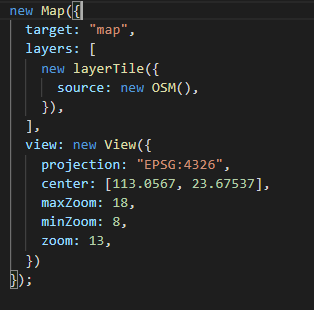 new Map({
  target: "map",
  layers: [
    new layerTile({
      source: new OSM(),
    }),
  ],
  view: new View({
    projection: "EPSG:4326",
    center: [113.0567, 23.67537],
    maxZoom: 18,
    minZoom: 8,
    zoom: 13,
  })
});